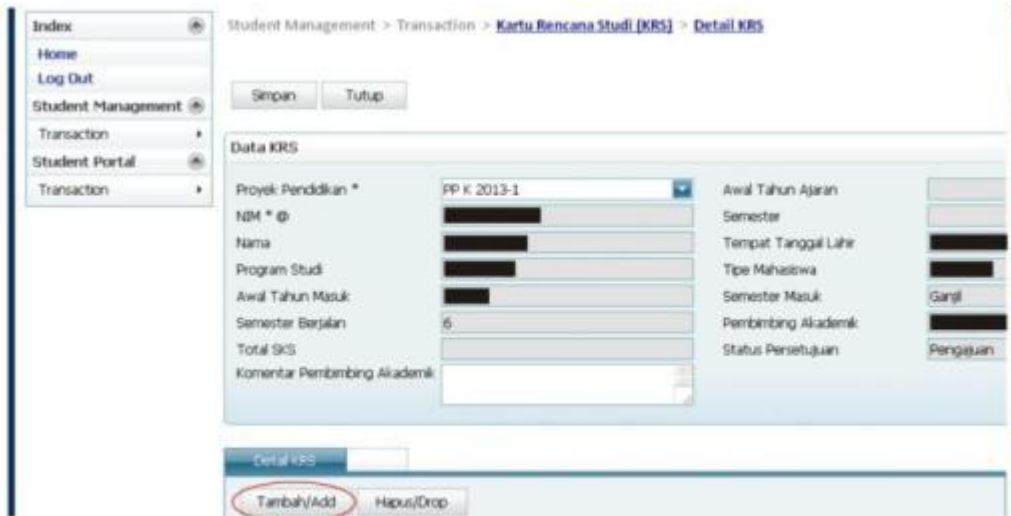 Index
Student Management > Transaction > Kartu Rencana Studi (KRS) > Detail KRS
Home
Log Out
Student Management
Simpan Tutup
Transaction
Student Portal
Data KRS
Transaction
Proyek Pendidikan * PP K 2013-1 Awal Tahun Ajaran
NIM * @ Semester
Nama Tempat Tanggal Lahir
Program Studi Tipe Mahasiswa
Awal Tahun Masuk Semester Masuk Ganjil
Semester Berjalan 6 Pembimbing Akademik
Total SKS Status Persetujuan Pengajuan
Komentar Pembimbing Akademik
Detail KRS
Tambah/Add Hapus/Drop